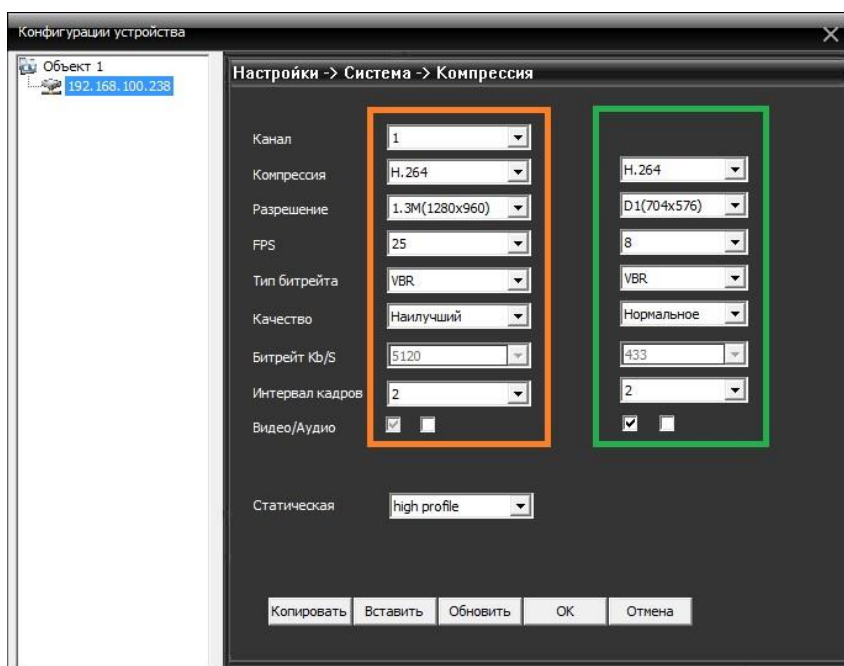 Конфигурации устройства
Объект 1
192.168.100.238
Настройки -> Система -> Компрессия
Канал 1
Компрессия H.264 H.264
Разрешение 1.3M(1280x960) D1(704x576)
FPS 25 8
Тип битрейта VBR VBR
Качество Наилучший Нормальное
Битрейт Kb/S 5120 433
Интервал кадров 2 2
Видео/Аудио
Статическая high profile
Копировать Вставить Обновить OK Отмена